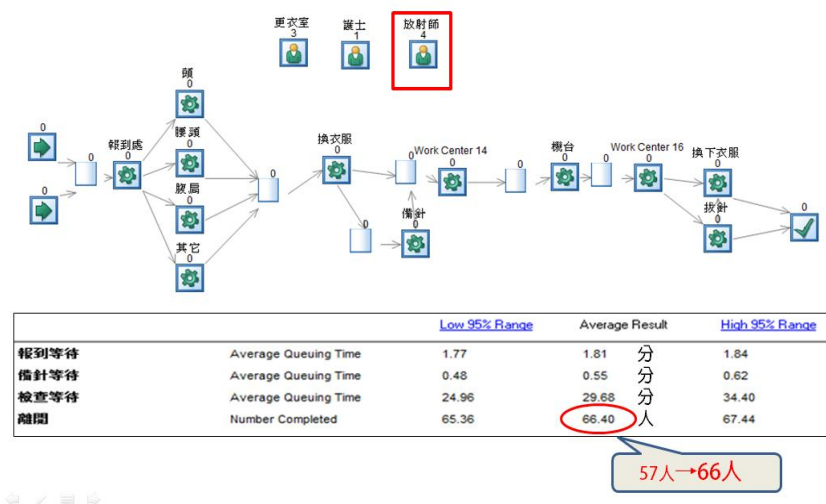 更衣室
3
護士
1
放射師
4
頭
0
腰頸
0
腹.肩
0
其它
0
0
0
0
報到處
0
0
換衣服
0
0
備針
0
0
Work Center 14
0
0
機台
0
0
Work Center 16
0
換下衣服
0
拔針
0
0
Low 95% Range Average Result High 95% Range
報到等待 Average Queuing Time 1.77 1.81 分 1.84
備針等待 Average Queuing Time 0.48 0.55 分 0.62
檢查等待 Average Queuing Time 24.96 29.68 分 34.40
離開 Number Completed 65.36 66.40 人 67.44
57人→66人